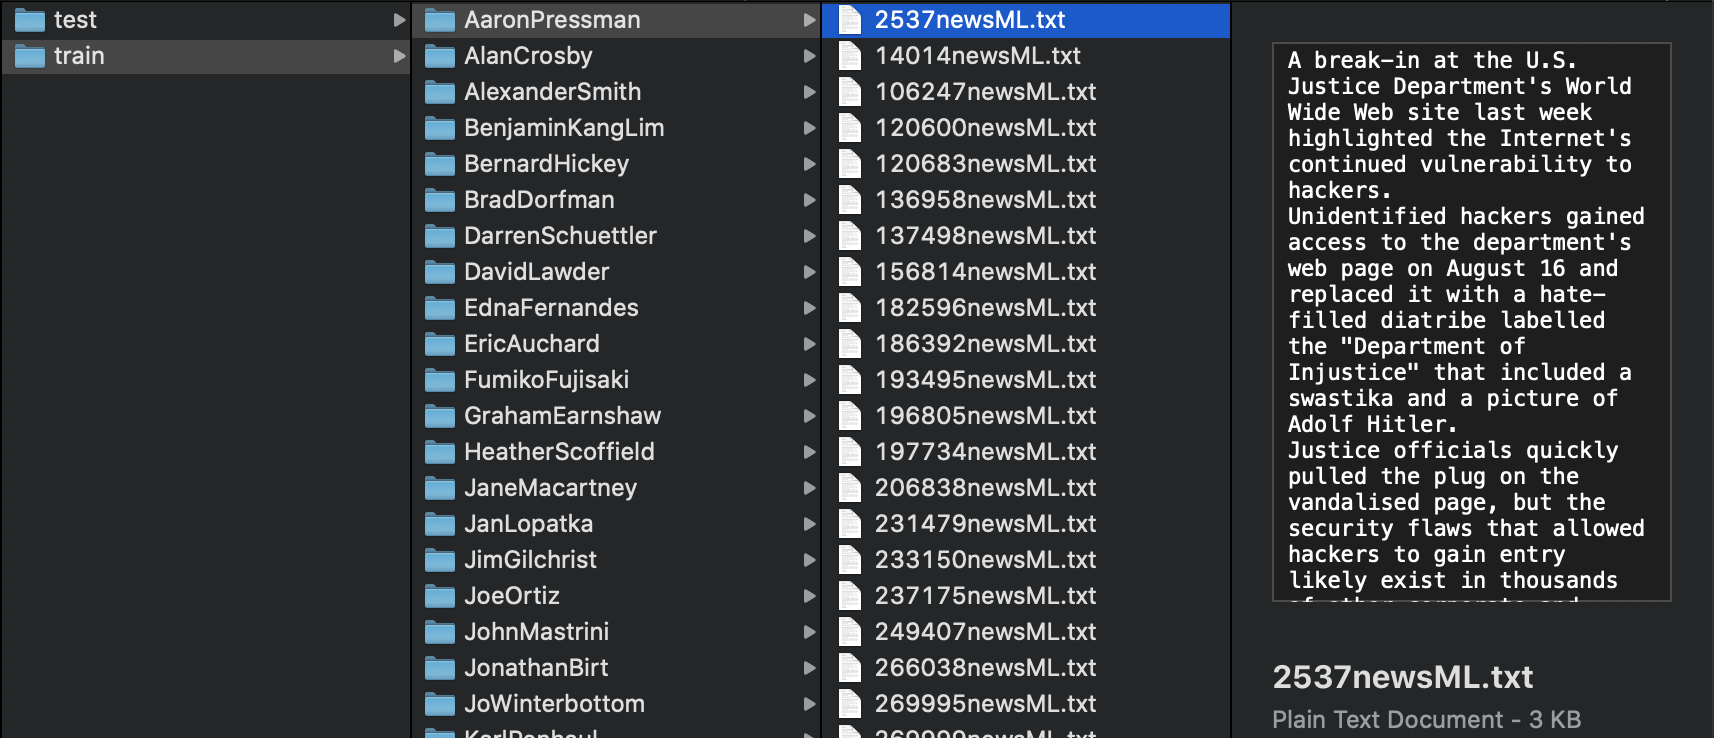 test
train
AaronPressman
AlanCrosby
AlexanderSmith
BenjaminKangLim
BernardHickey
BradDorfman
DarrenSchuettler
DavidLawder
EdnaFernandes
EricAuchard
FumikoFujisaki
GrahamEarnshaw
HeatherScoffield
JaneMacartney
JanLopatka
JimGilchrist
JoeOrtiz
JohnMastrini
JonathanBirt
JoWinterbottom
2537newsML.txt
14014newsML.txt
106247newsML.txt
120600newsML.txt
120683newsML.txt
136958newsML.txt
137498newsML.txt
156814newsML.txt
182596newsML.txt
186392newsML.txt
193495newsML.txt
196805newsML.txt
197734newsML.txt
206838newsML.txt
231479newsML.txt
233150newsML.txt
237175newsML.txt
249407newsML.txt
266038newsML.txt
269995newsML.txt
A break-in at the U.S.
Justice Department's World
Wide Web site last week
highlighted the Internet's
continued vulnerability to
hackers.
Unidentified hackers gained
access to the department's
web page on August 16 and
replaced it with a hate-
filled diatribe labelled
the "Department of
Injustice" that included a
swastika and a picture of
Adolf Hitler.
Justice officials quickly
pulled the plug on the
vandalised page, but the
security flaws that allowed
hackers to gain entry
likely exist in thousands
2537newsML.txt
Plain Text Document - 3 KB